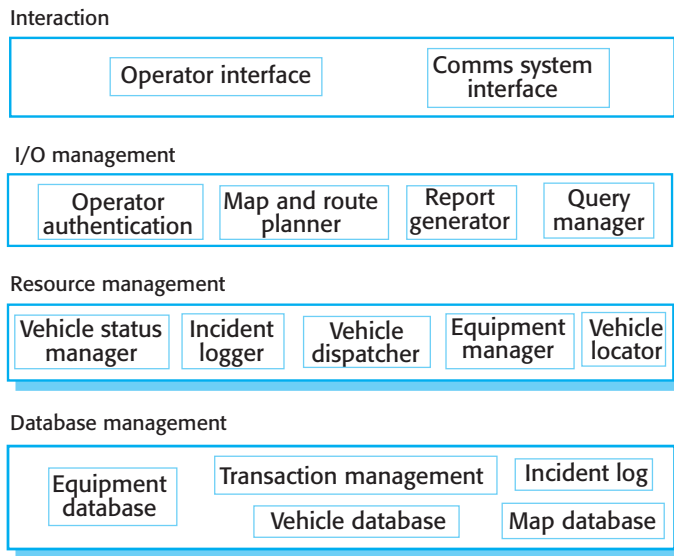 Interaction
Operator interface
Comms system
interface
I/O management
Operator
authentication
Map and route
planner
Report
generator
Query
manager
Resource management
Vehicle status
manager
Incident
logger
Vehicle
dispatcher
Equipment
manager
Vehicle
locator
Database management
Equipment
database
Transaction management
Incident log
Vehicle database
Map database